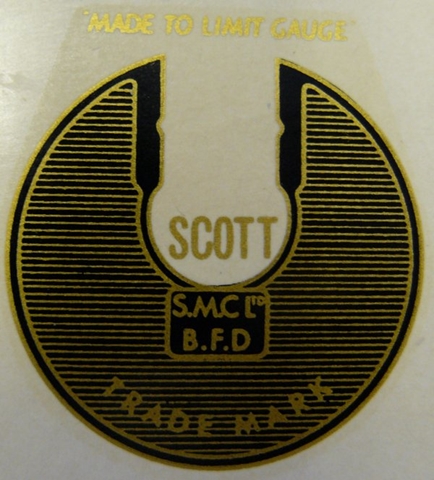 "MADE TO LIMIT GAUGE"
SCOTT
S.M.C LTD
B.F.D
TRADE MARK